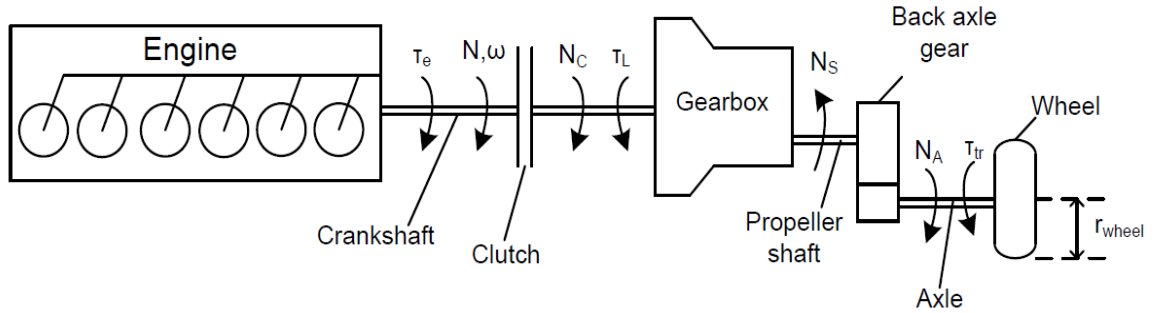 Engine
τe
N,ω
NC
τL
Gearbox
NS
Back axle
gear
Wheel
NA
τtr
rwheel
Crankshaft
Clutch
Propeller
shaft
Axle